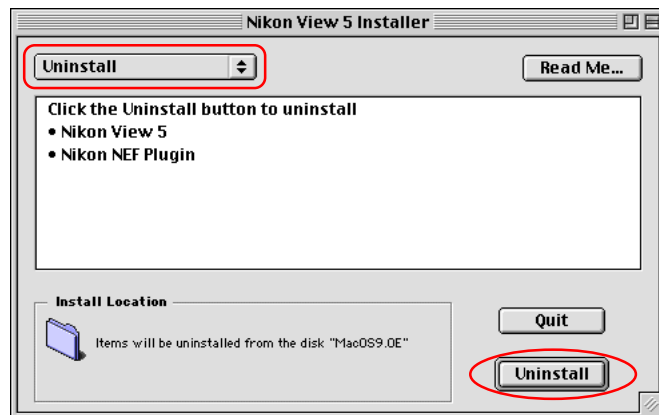 Nikon View 5 Installer
Uninstall
Read Me...
Click the Uninstall button to uninstall
• Nikon View 5
• Nikon NEF Plugin
Install Location
Items will be uninstalled from the disk "MacOS9.0E"
Quit
Uninstall